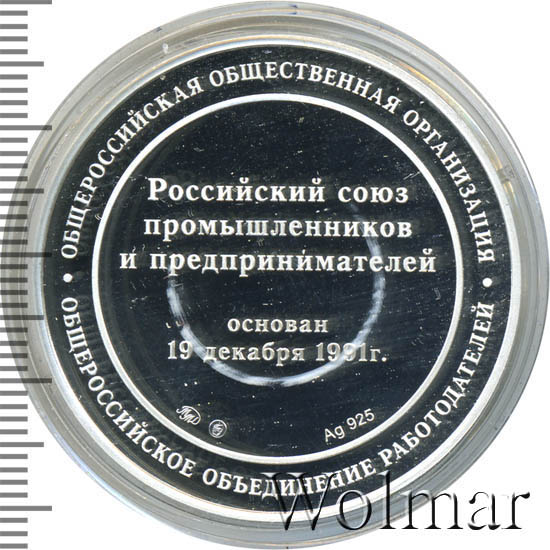 • ОБЩЕРОССИЙСКАЯ ОБЩЕСТВЕННАЯ ОРГАНИЗАЦИЯ •
Российский союз
промышленников
и предпринимателей
основан
19 декабря 1991г.
Ag 925
ОБЩЕРОССИЙСКОЕ ОБЪЕДИНЕНИЕ РАБОТОДАТЕЛЕЙ
Wolmar